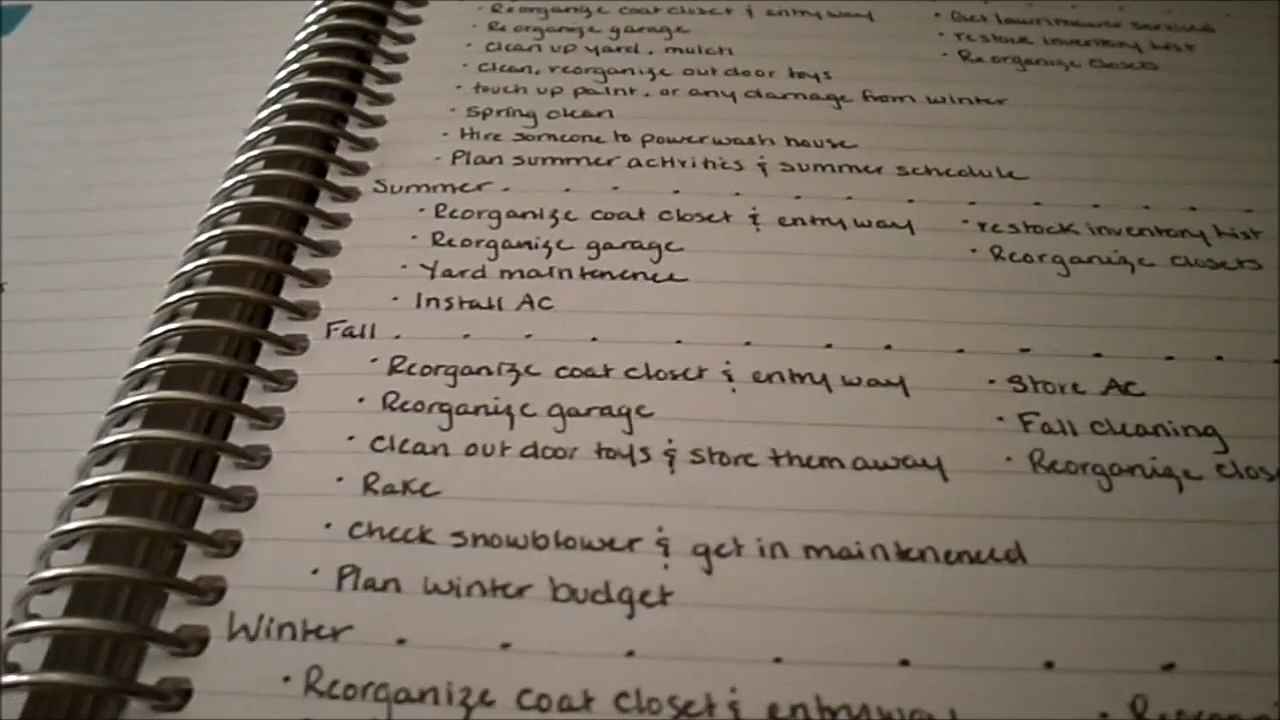 · Reorganize coat closet & entry way
· Get lawnmower serviced
· Reorganize garage
· restock inventory list
· Clean up yard, mulch
· Reorganize closets
· Clean, reorganize outdoor toys
· touch up paint, or any damage from winter
· Spring clean
· Hire someone to powerwash house
· Plan summer activities & summer schedule
Summer . . . . . . . . . . . .
· Reorganize coat closet & entry way
· restock inventory list
· Reorganize garage
· Reorganize closets
· Yard maintenence
· Install AC
Fall . . . . . . . . . . . .
· Reorganize coat closet & entry way
· Store AC
· Reorganize garage
· Fall cleaning
· Clean out door toys & store them away
· Reorganize clos
· Rake
· Check snowblower & get in mainteneneed
· Plan winter budget
Winter . . . . . . .
· Reorganize coat closet & entryway